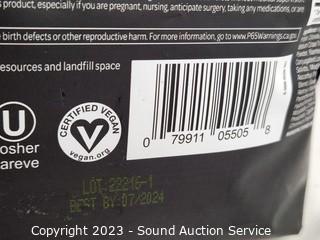 product, especially if you are pregnant, nursing, anticipate surgery, taking any medications, or
birth defects or other reproductive harm. For more information, go to www.P65Warnings.ca.gov.
resources and landfill space
U
osher
areve
CERTIFIED VEGAN
V
vegan.org
0 79911 05505 8
LOT 22216-1
BEST BY 07/2024
Copyright 2023 - Sound Auction Service